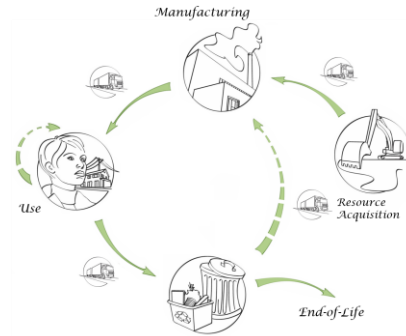 Manufacturing
Use
Resource
Acquisition
End-of-Life